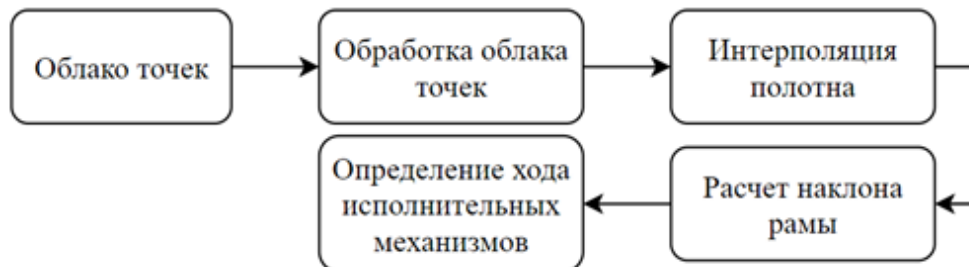 Облако точек
Обработка облака
точек
Интерполяция
полотна
Расчет наклона
рамы
Определение хода
исполнительных
механизмов